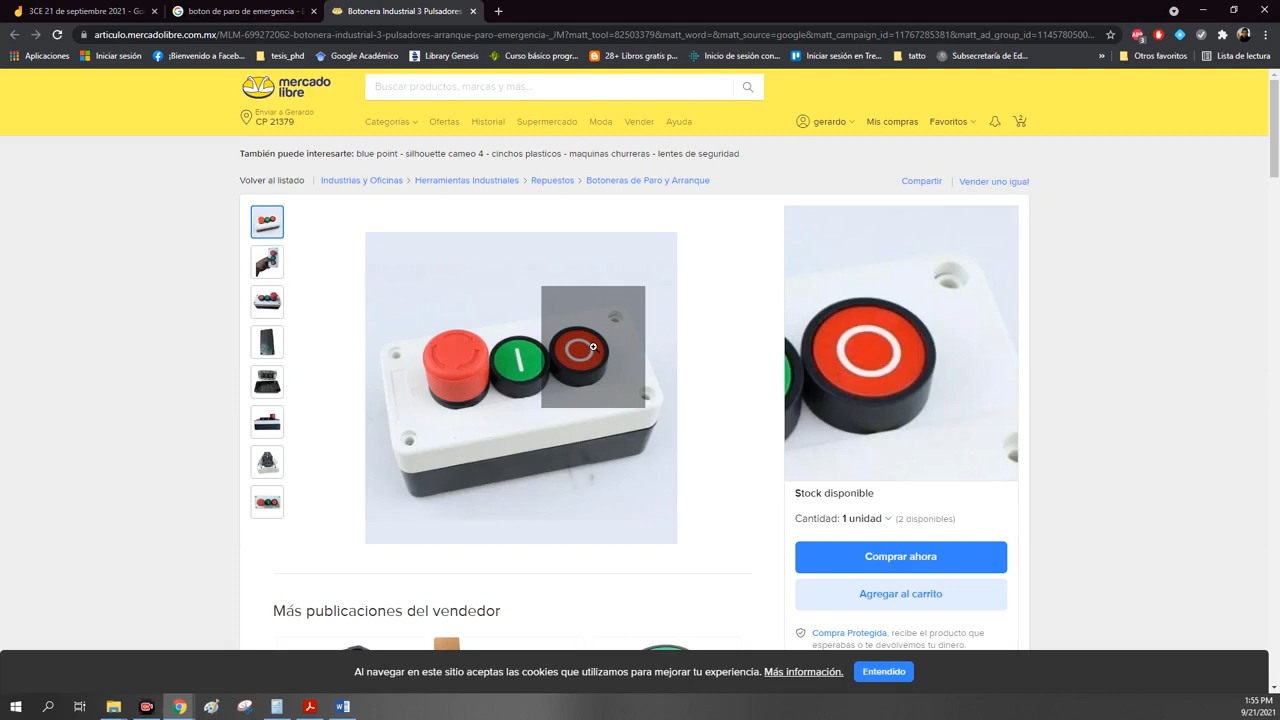 3CE 21 de septiembre de 2021 - Go
boton de paro de emergencia - 
Botonera Industrial 3 Pulsadores
articulo.mercadolibre.com.mx/MLM-699272062-botonera-industrial-3-pulsadores-arranque-paro-emergencia-_JM?matt_tool=82503379&matt_word=&matt_source=google&matt_campaign_id=11767285381&matt_ad_group_id=1145780500...
Aplicaciones
Iniciar sesión
¡Bienvenido a Faceb...
tesis_phd
Ingeniería industrial...
Curso básico progr...
28+ Libros gratis p...
Iniciar sesión en el...
Iniciar sesión en Tr...
tatto
Subsecretaría de Ed...
»
Otros favoritos
Lista de lectura
mercado
libre
Buscar productos, marcas y más...
Enviar a Gerardo
CP 21379
Categorías
Ofertas
Historial
Supermercado
Moda
Vender
Ayuda
gerardo
Mis compras
Favoritos
2
También puede interesarte: blue point - silhouette cameo 4 - cinchos plasticos - maquinas churreras - lentes de seguridad
Volver al listado
Industrias y Oficinas > Herramientas Industriales > Repuestos > Botoneras de Paro y Arranque
Compartir
Vender uno igual
Stock disponible
Cantidad: 1 unidad (2 disponibles)
Comprar ahora
Agregar al carrito
Compra Protegida, recibe el producto que
esperabas o te devolvemos tu dinero.
Más publicaciones del vendedor
Al navegar en este sitio aceptas las cookies que utilizamos para mejorar tu experiencia. Más información.
Entendido
1:55 PM
9/21/2021